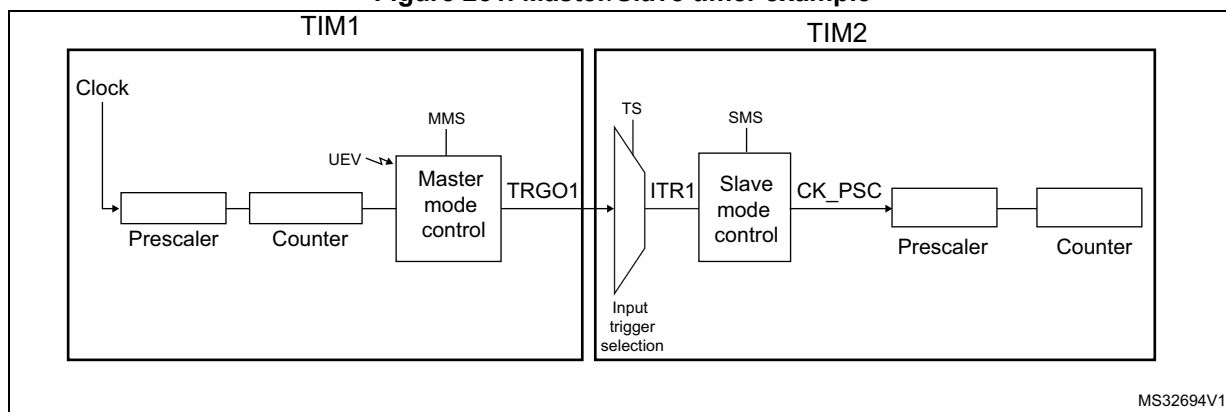 Figure Master/Slave timer example
TIM1
TIM2
Clock
MMS
UEV
Master
mode
control
TRGO1
Prescaler
Counter
TS
SMS
ITR1
Slave
mode
control
CK_PSC
Prescaler
Counter
Input
trigger
selection
MS32694V1